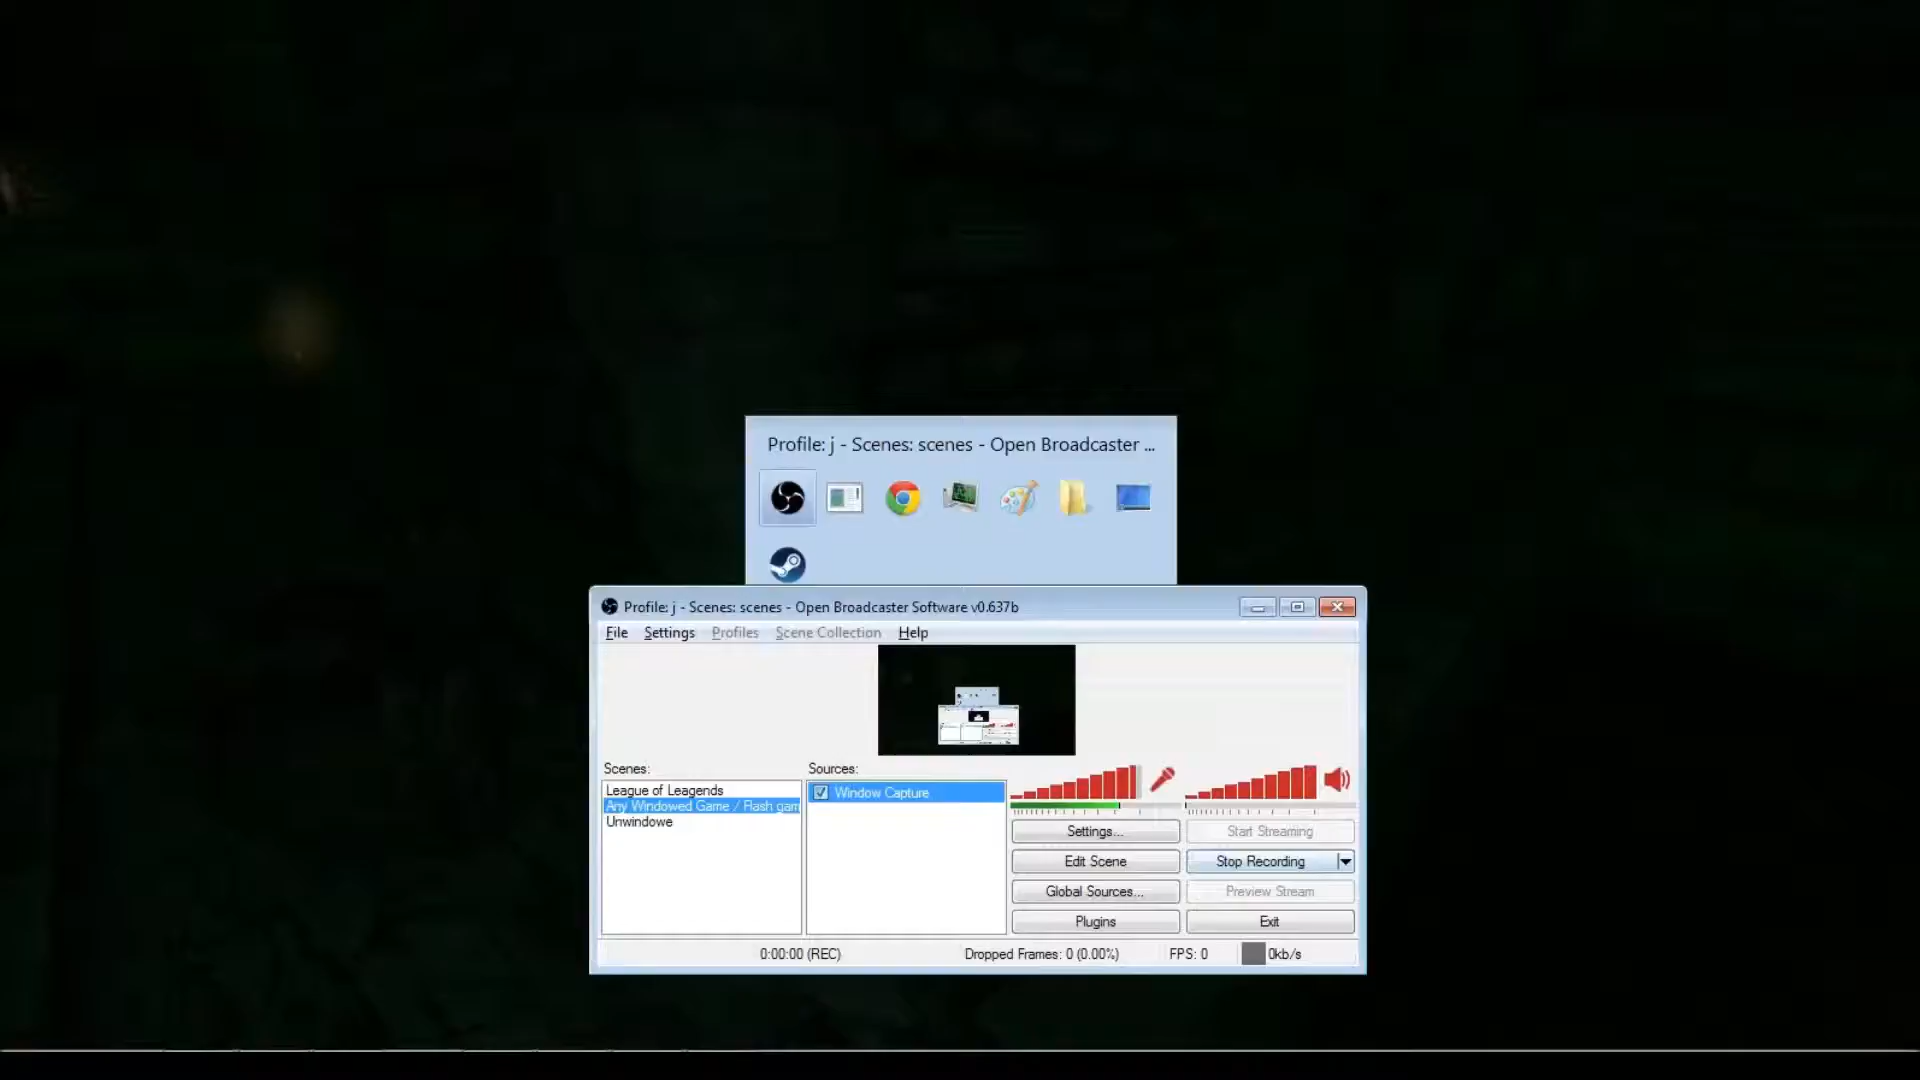 Profile: j - Scenes: scenes - Open Broadcaster ...
Profile: j - Scenes: scenes - Open Broadcaster Software v0.637b
File Settings Profiles Scene Collection Help
Scenes:
League of Leagends
Any Windowed Game / Flash gam
Unwindowe
Sources:
Window Capture
Settings...
Start Streaming
Edit Scene
Stop Recording
Global Sources...
Preview Stream
Plugins
Exit
0:00:00 (REC)
Dropped Frames: 0 (0.00%)
FPS: 0
0kb/s